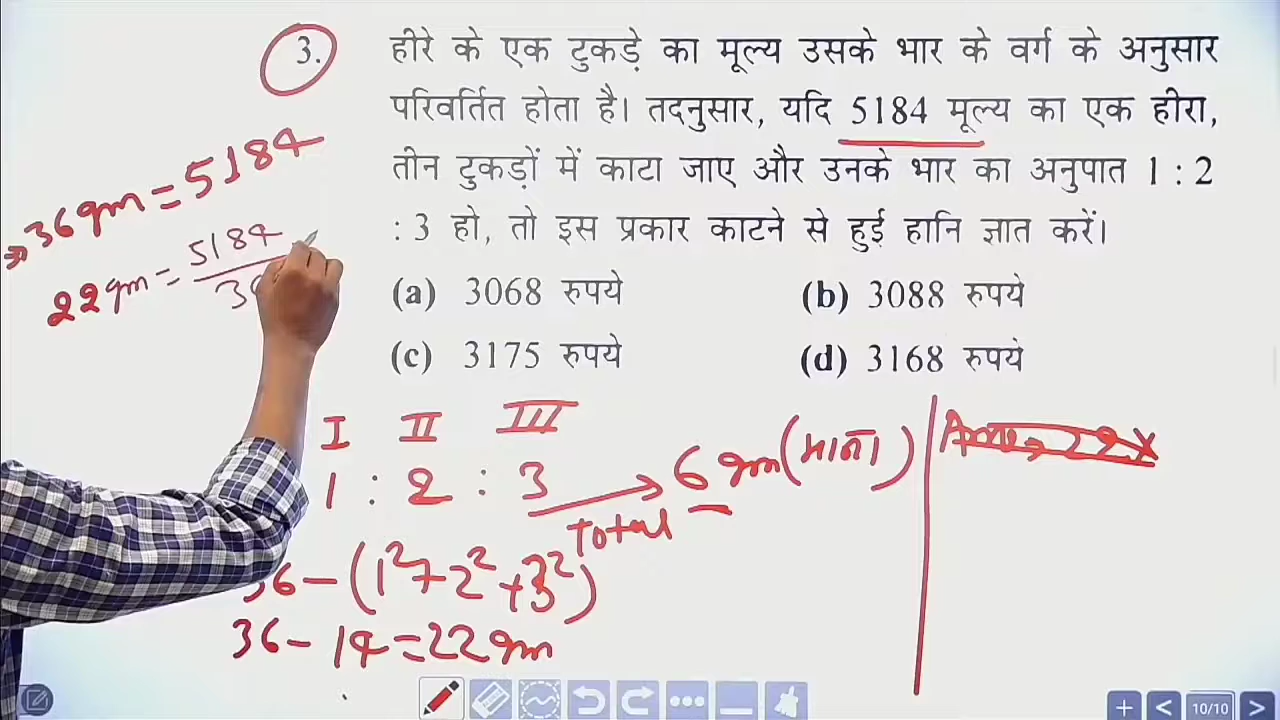 3. हीरे के एक टुकड़े का मूल्य उसके भार के वर्ग के अनुसार
परिवर्तित होता है। तदनुसार, यदि 5184 मूल्य का एक हीरा,
तीन टुकड़ों में काटा जाए और उनके भार का अनुपात 1 : 2
: 3 हो, तो इस प्रकार काटने से हुई हानि ज्ञात करें।
(a) 3068 रुपये (b) 3088 रुपये
(c) 3175 रुपये (d) 3168 रुपये
36gm = 5184
22gm = 5184
I II III
1 : 2 : 3
Total
6 gm (माना)
36 – (1²+2²+3²)
36 – 14 = 22gm
10/10